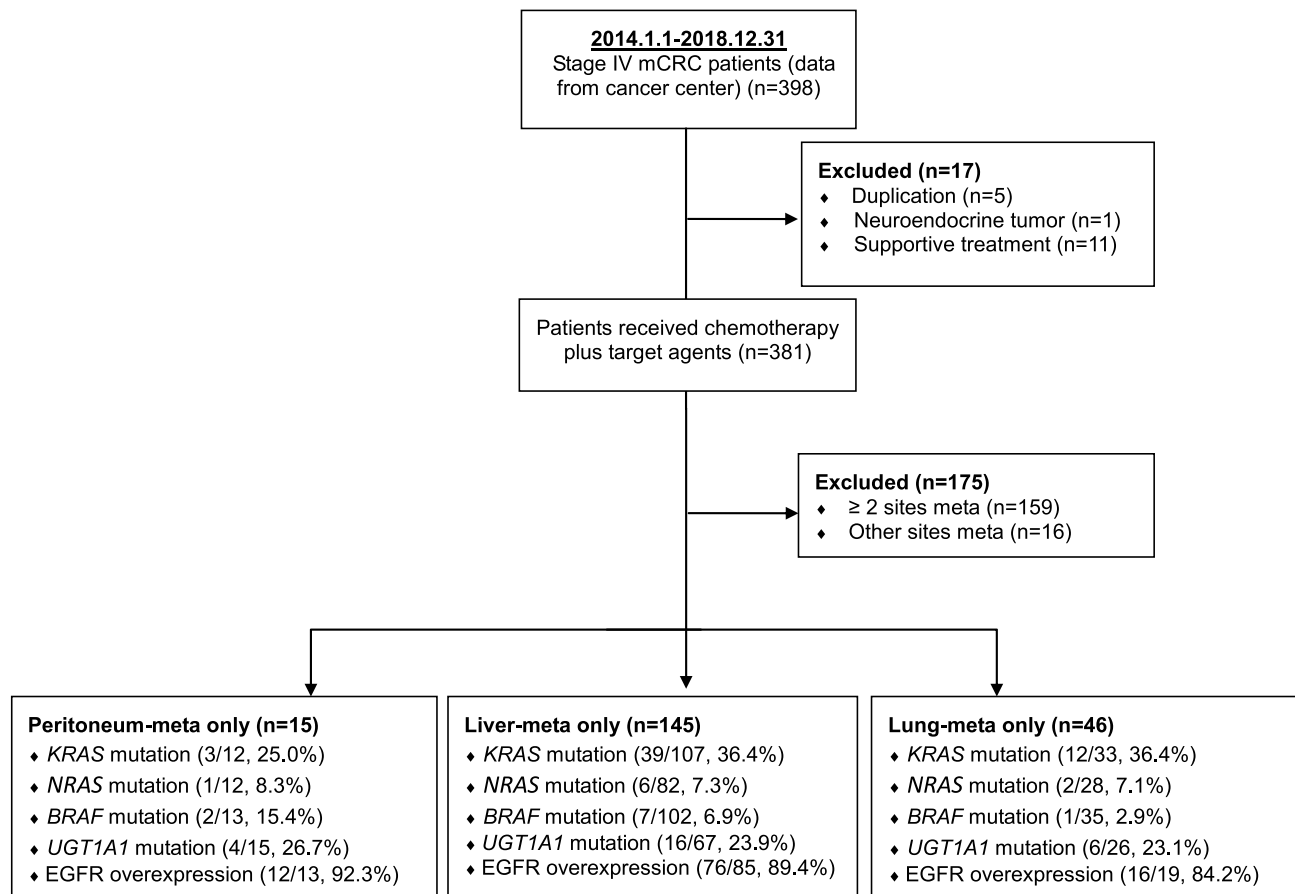 2014.1.1-2018.12.31
Stage IV mCRC patients (data
from cancer center) (n=398)
Excluded (n=17)
♦ Duplication (n=5)
♦ Neuroendocrine tumor (n=1)
♦ Supportive treatment (n=11)
Patients received chemotherapy
plus target agents (n=381)
Excluded (n=175)
♦ ≥ 2 sites meta (n=159)
♦ Other sites meta (n=16)
Peritoneum-meta only (n=15)
♦ KRAS mutation (3/12, 25.0%)
♦ NRAS mutation (1/12, 8.3%)
♦ BRAF mutation (2/13, 15.4%)
♦ UGT1A1 mutation (4/15, 26.7%)
♦ EGFR overexpression (12/13, 92.3%)
Liver-meta only (n=145)
♦ KRAS mutation (39/107, 36.4%)
♦ NRAS mutation (6/82, 7.3%)
♦ BRAF mutation (7/102, 6.9%)
♦ UGT1A1 mutation (16/67, 23.9%)
♦ EGFR overexpression (76/85, 89.4%)
Lung-meta only (n=46)
♦ KRAS mutation (12/33, 36.4%)
♦ NRAS mutation (2/28, 7.1%)
♦ BRAF mutation (1/35, 2.9%)
♦ UGT1A1 mutation (6/26, 23.1%)
♦ EGFR overexpression (16/19, 84.2%)